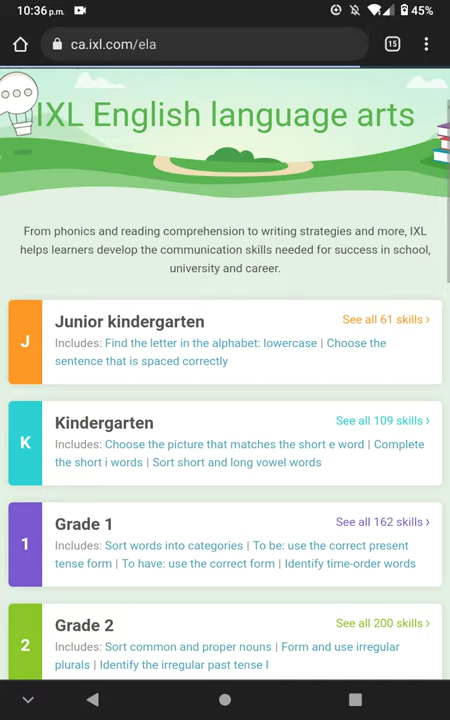 10:36 p.m.
45%
ca.ixl.com/ela
15
IXL English language arts
From phonics and reading comprehension to writing strategies and more, IXL
helps learners develop the communication skills needed for success in school,
university and career.
J
Junior kindergarten
See all 61 skills ›
Includes: Find the letter in the alphabet: lowercase | Choose the
sentence that is spaced correctly
K
Kindergarten
See all 109 skills ›
Includes: Choose the picture that matches the short e word | Complete
the short i words | Sort short and long vowel words
1
Grade 1
See all 162 skills ›
Includes: Sort words into categories | To be: use the correct present
tense form | To have: use the correct form | Identify time-order words
2
Grade 2
See all 200 skills ›
Includes: Sort common and proper nouns | Form and use irregular
plurals | Identify the irregular past tense I